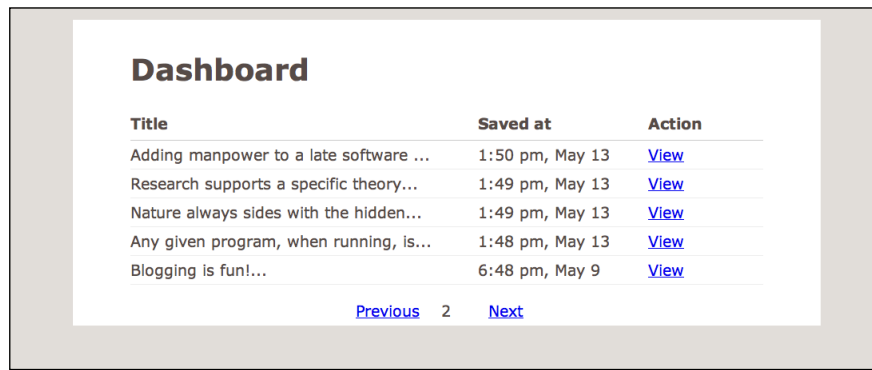 Dashboard
Title Saved at Action
Adding manpower to a late software ... 1:50 pm, May 13 View
Research supports a specific theory... 1:49 pm, May 13 View
Nature always sides with the hidden... 1:49 pm, May 13 View
Any given program, when running, is... 1:48 pm, May 13 View
Blogging is fun!... 6:48 pm, May 9 View
Previous 2 Next